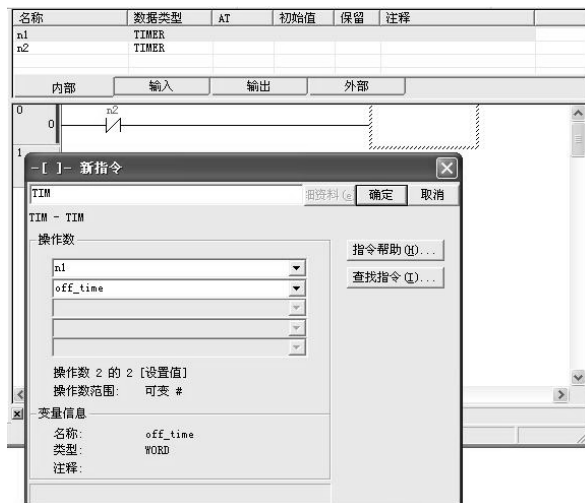 名称 数据类型 AT 初始值 保留 注释
n1 TIMER
n2 TIMER
内部 输入 输出 外部
0 n2
0
1
-[ ]- 新指令
TIM 细资料(e 确定 取消
TIM - TIM
操作数
指令帮助(H)...
n1
查找指令(I)...
off_time
操作数 2 的 2 [设置值]
操作数范围: 可变 #
变量信息
名称: off_time
类型: WORD
注释: